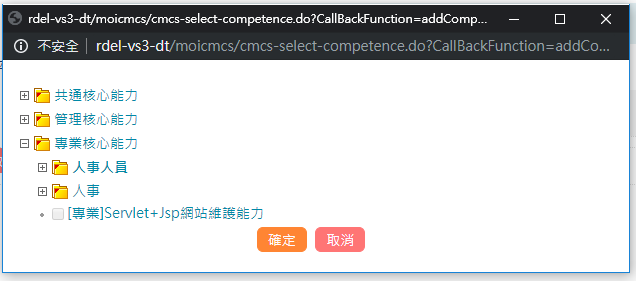 rdel-vs3-dt/moicmcs/cmcs-select-competence.do?CallBackFunction=addComp...
不安全 | rdel-vs3-dt/moicmcs/cmcs-select-competence.do?CallBackFunction=addCo...
共通核心能力
管理核心能力
專業核心能力
人事人員
人事
[專業]Servlet+Jsp網站維護能力
確定 取消